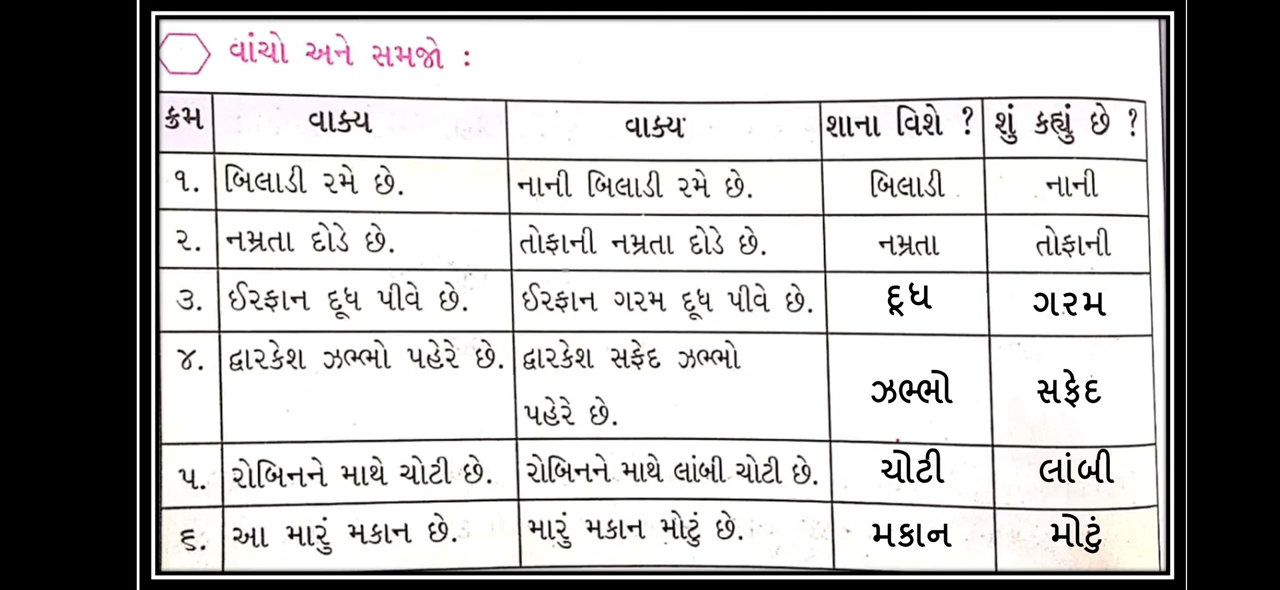 વાંચો અને સમજો :
ક્રમ વાક્ય વાક્ય શાના વિશે ? શું કહ્યું છે ?
૧. બિલાડી રમે છે. નાની બિલાડી રમે છે. બિલાડી નાની
૨. નમ્રતા દોડે છે. તોફાની નમ્રતા દોડે છે. નમ્રતા તોફાની
૩. ઈરફાન દૂધ પીવે છે. ઈરફાન ગરમ દૂધ પીવે છે. દૂધ ગરમ
૪. દ્વારકેશ ઝભ્ભો પહેરે છે. દ્વારકેશ સફેદ ઝભ્ભો
પહેરે છે. ઝભ્ભો સફેદ
૫. રોબિનને માથે ચોટી છે. રોબિનને માથે લાંબી ચોટી છે. ચોટી લાંબી
૬. આ મારું મકાન છે. મારું મકાન મોટું છે. મકાન મોટું